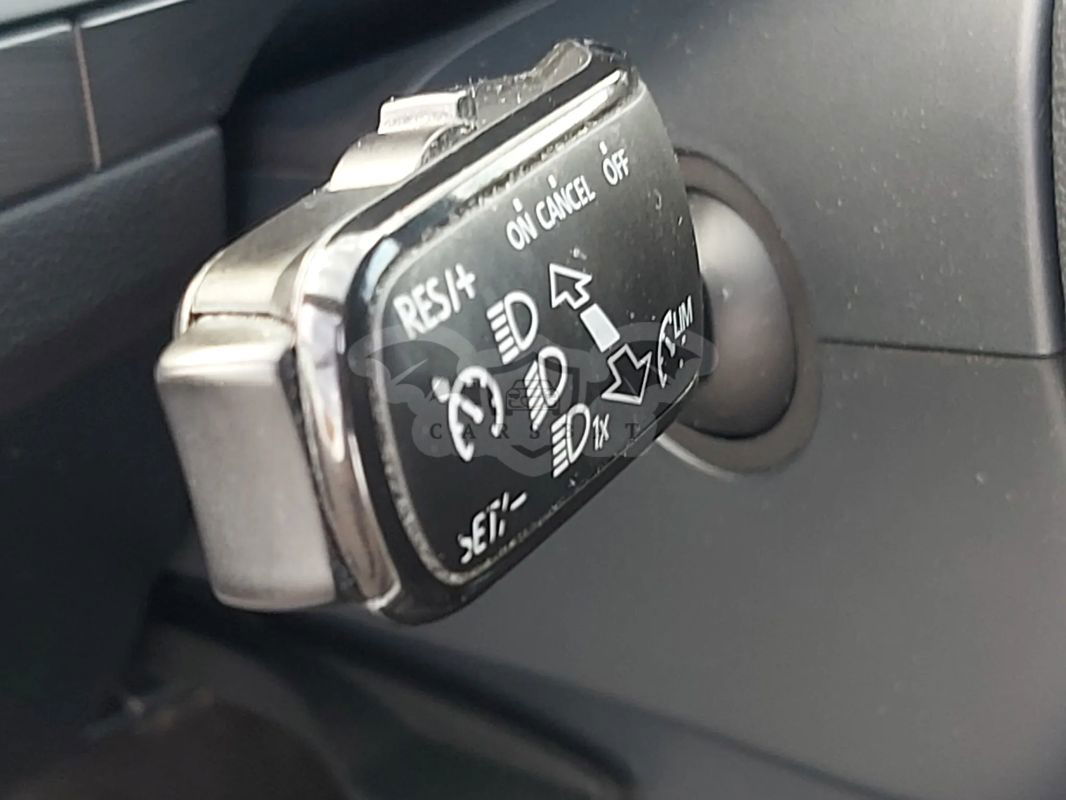 ON CANCEL OFF
RES/+
LIM
1x
SET/-